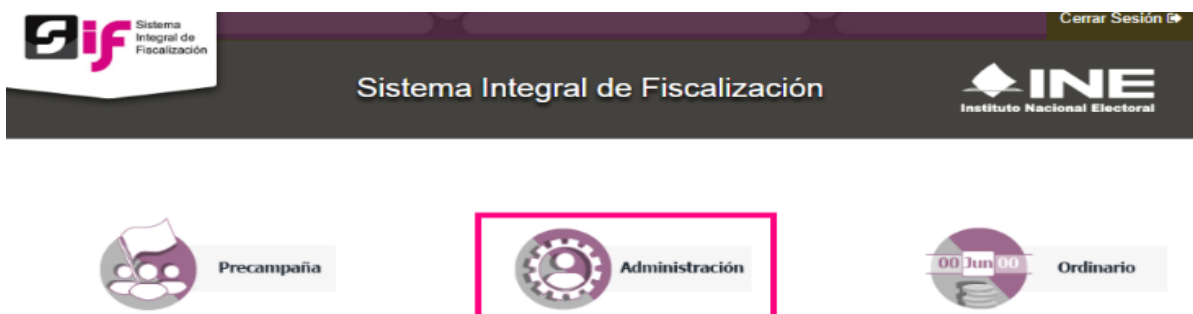 Cerrar Sesión
Sif Sistema
Integral de
Fiscalización
Sistema Integral de Fiscalización
INE
Instituto Nacional Electoral
Precampaña
Administración
00 Jun 00
Ordinario